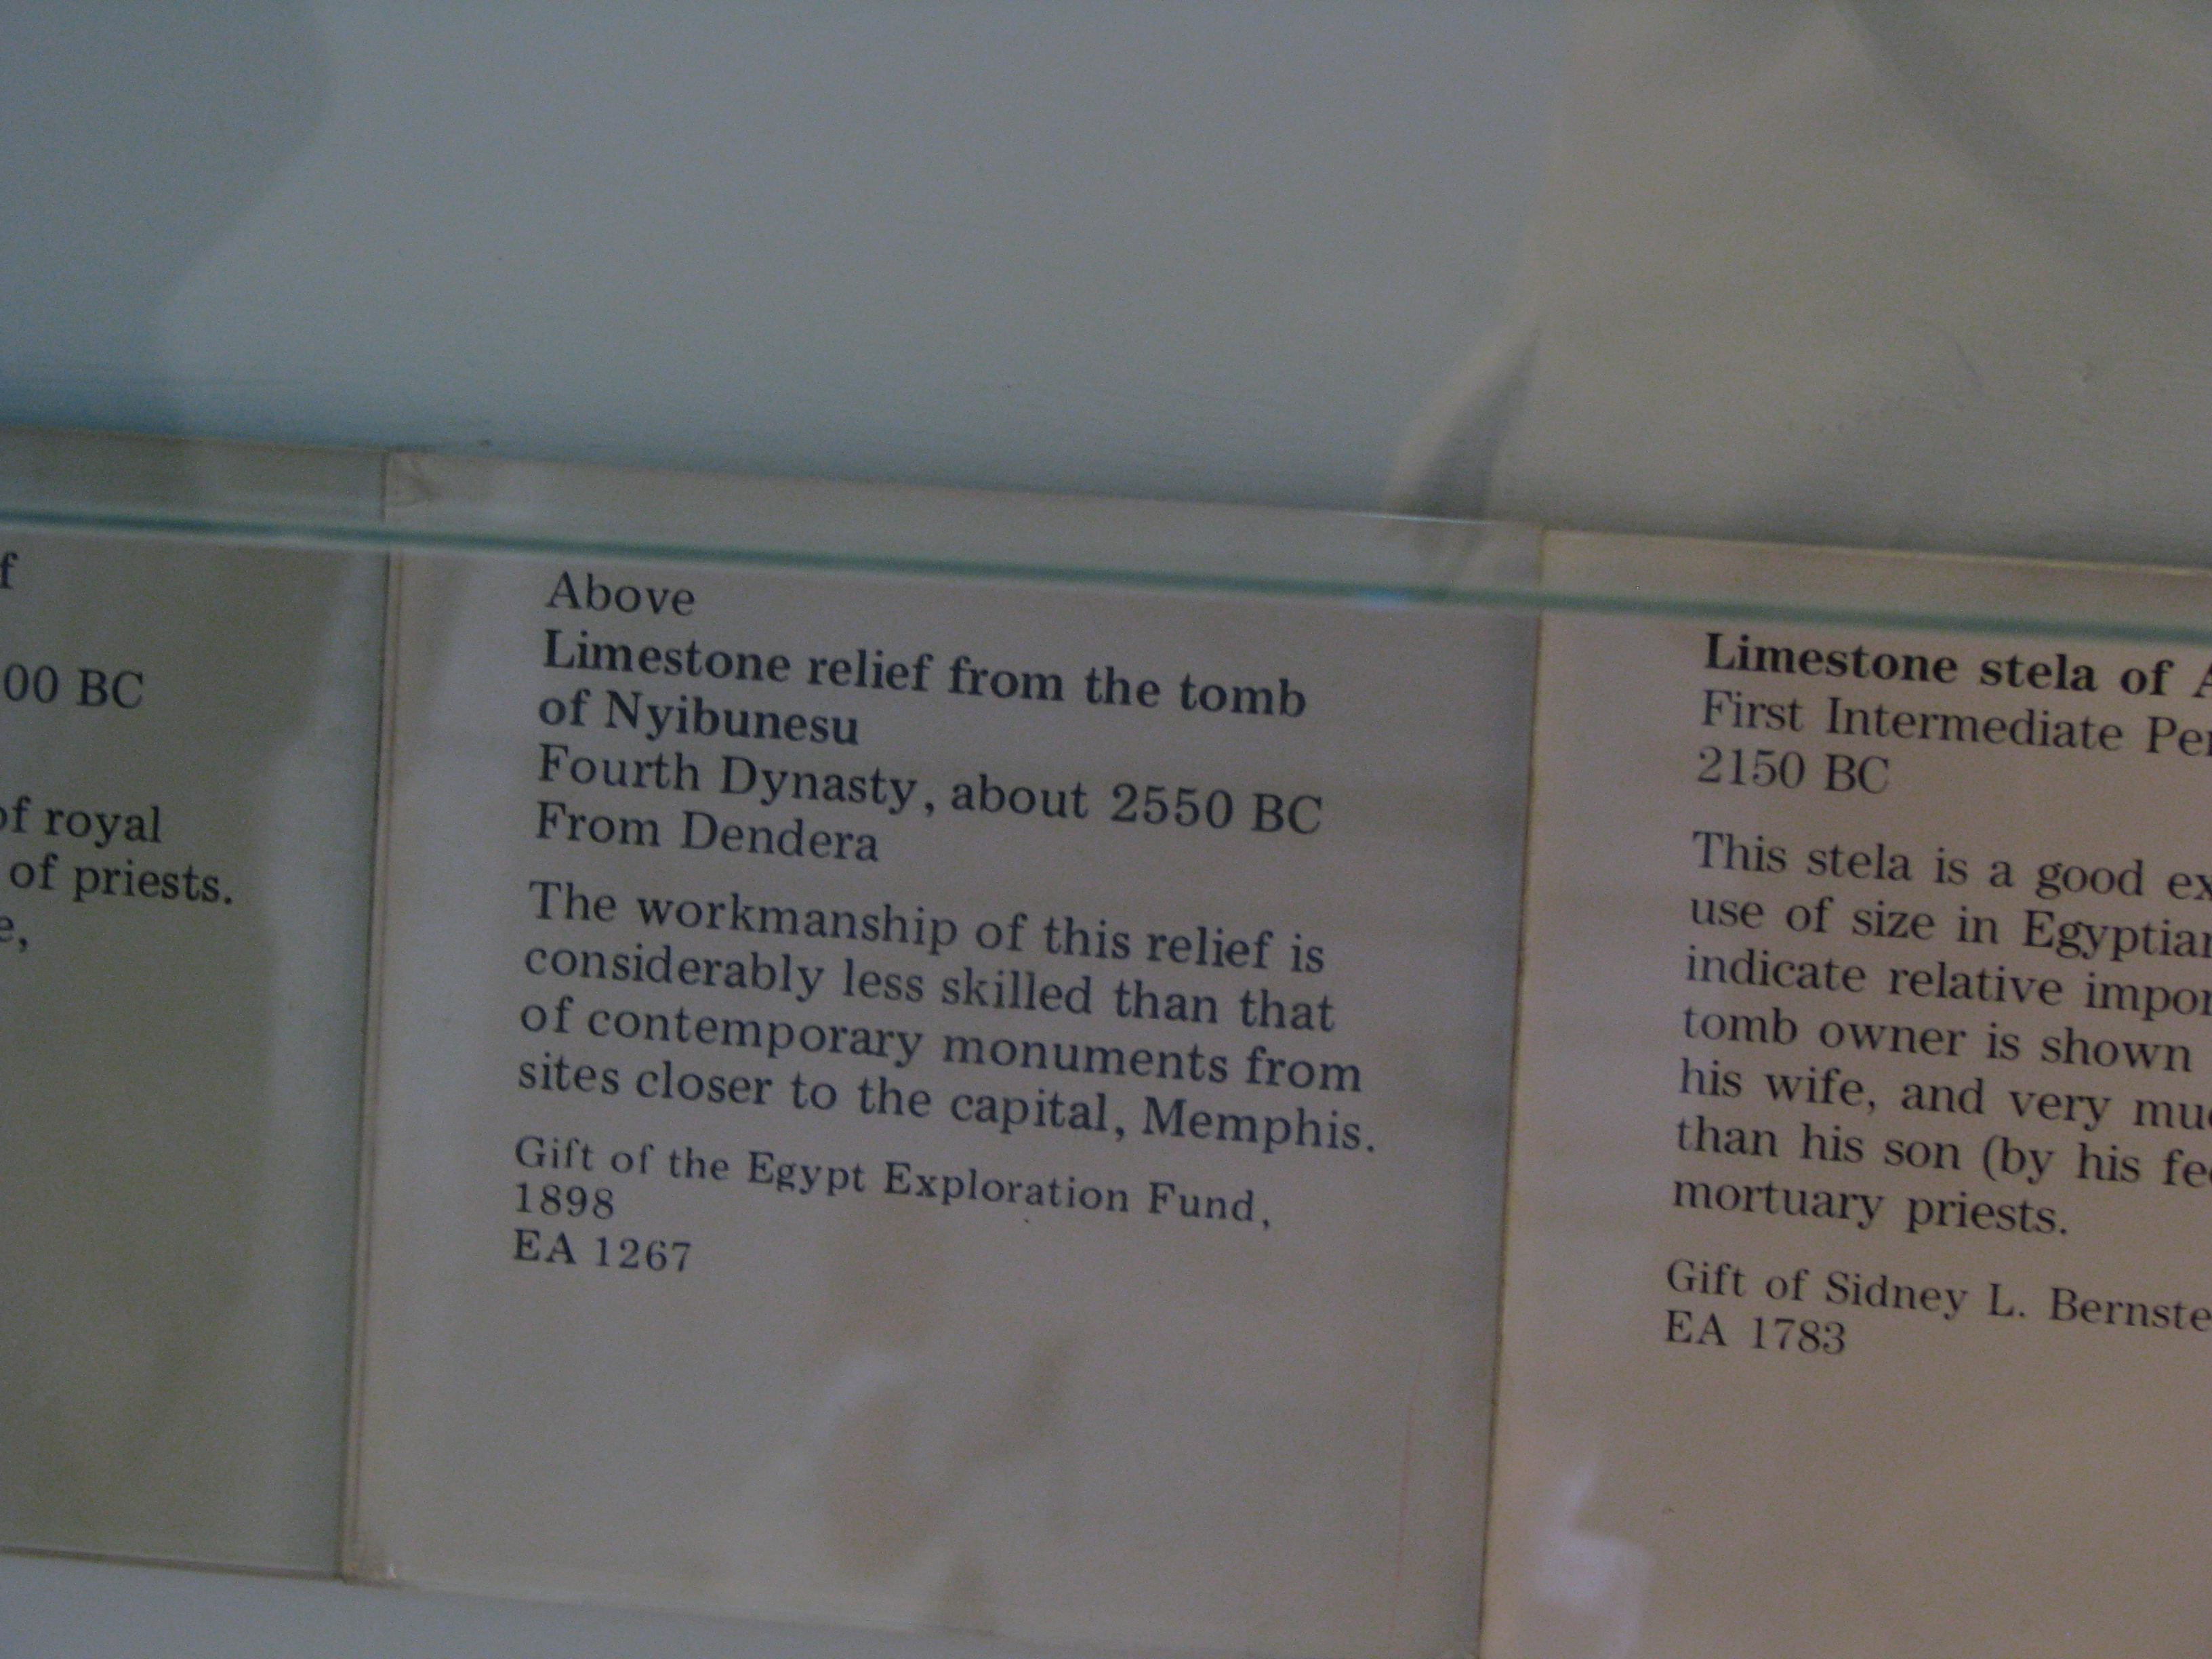 f
00 BC
of royal
of priests.
e,
Above
Limestone relief from the tomb
of Nyibunesu
Fourth Dynasty, about 2550 BC
From Dendera
The workmanship of this relief is
considerably less skilled than that
of contemporary monuments from
sites closer to the capital, Memphis.
Gift of the Egypt Exploration Fund,
1898
EA 1267
Limestone stela of
First Intermediate
2150 BC
This stela is a good
use of size in
indicate relative
tomb owner is shown
his wife, and very
than his son (by his
mortuary priests.
Gift of Sidney L.
EA 1783